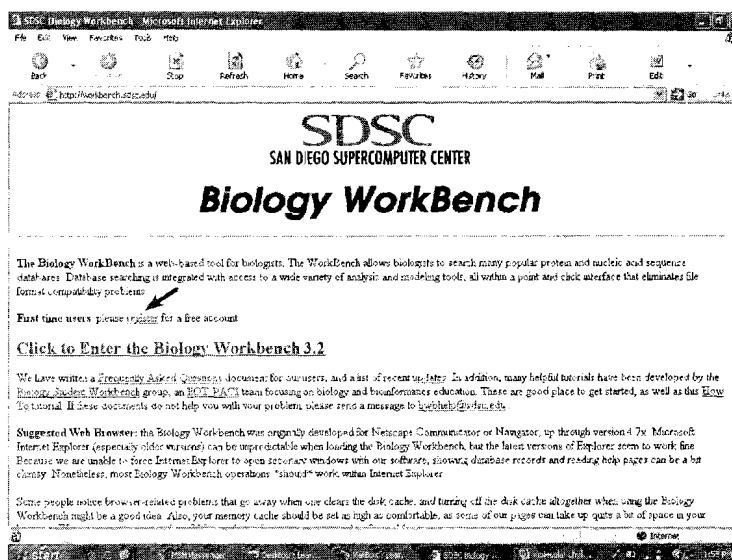 SDSC Biology Workbench - Microsoft Internet Explorer
File Edit View Favorites Tools Help
Back Stop Refresh Home Search Favorites History Mail Print Edit
Address http://workbench.sdsc.edu/ Go Links
SDSC
SAN DIEGO SUPERCOMPUTER CENTER
Biology WorkBench
The Biology WorkBench is a web-based tool for biologists. The WorkBench allows biologists to search many popular protein and nucleic acid sequence
databases. Database searching is integrated with access to a wide variety of analysis and modeling tools, all within a point and click interface that eliminates file
format compatibility problems.
First time users please register for a free account
Click to Enter the Biology Workbench 3.2
We have written a Frequently Asked Questions document for our users, and a list of recent updates. In addition, many helpful tutorials have been developed by the
Biology Student Workbench group, an EOT-PACI team focusing on biology and bioinformatics education. These are good place to get started, as well as this How
To tutorial. If these documents do not help you with your problem, please send a message to bwbhelp@sdsc.edu.
Suggested Web Browser: the Biology Workbench was originally developed for Netscape Communicator or Navigator, up through version 4.7x. Microsoft
Internet Explorer (especially older versions) can be unpredictable when loading the Biology Workbench, but the latest versions of Explorer seem to work fine.
Because we are unable to force Internet Explorer to open secondary windows with our software, showing database records and reading help pages can be a bit
clumsy. Nonetheless, most Biology Workbench operations *should* work within Internet Explorer
Some people notice browser-related problems that go away when one clears the disk cache, and turning off the disk cache altogether when using the Biology
Workbench might be a good idea. Also, your memory cache should be set as high as comfortable, as some of our pages can take up quite a bit of space in your
Internet
start SDSC Biology 1:55 PM